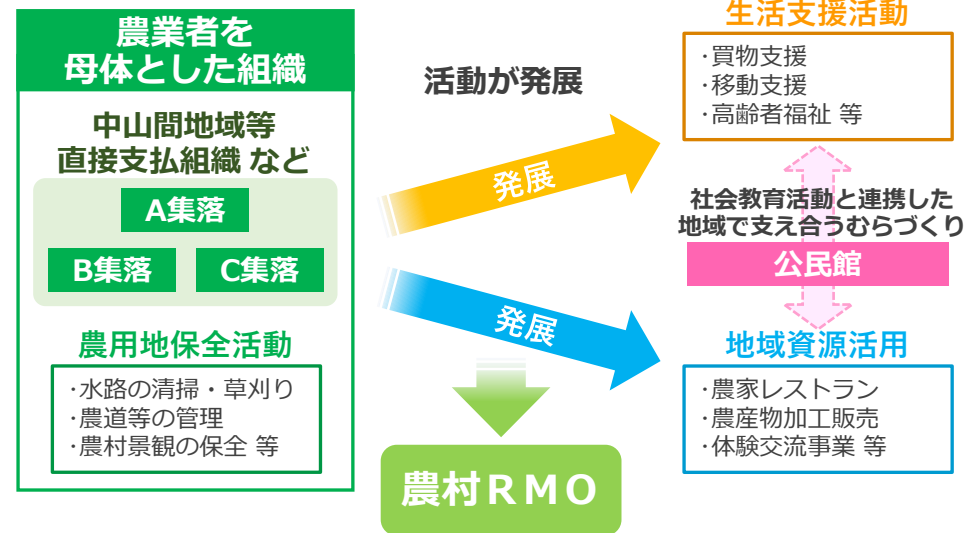 農業者を
母体とした組織
中山間地域等
直接支払組織 など
A集落
B集落
C集落
農用地保全活動
･水路の清掃・草刈り
･農道等の管理
･農村景観の保全 等
活動が発展
発展
発展
農村RMO
生活支援活動
･買物支援
･移動支援
･高齢者福祉 等
社会教育活動と連携した
地域で支え合うむらづくり
公民館
地域資源活用
･農家レストラン
･農産物加工販売
･体験交流事業 等